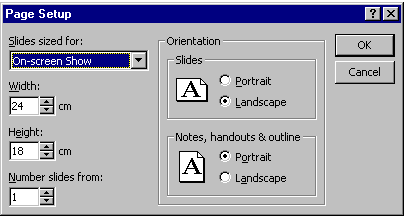 Page Setup
Slides sized for:
On-screen Show
Width:
24 cm
Height:
18 cm
Number slides from:
1
Orientation
Slides
A
Portrait
Landscape
Notes, handouts & outline
A
Portrait
Landscape
OK
Cancel